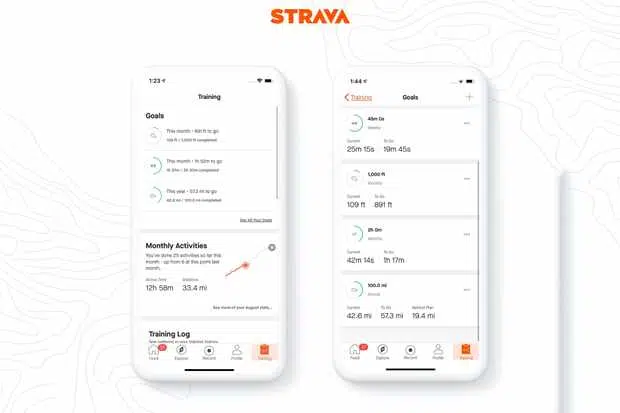 STRAVA
1:23
Training
Goals
This month - 891 ft to go
109 ft / 1,000 ft completed
This month - 1h 52m to go
This year - 57.3 mi to go
42.6 mi / 100.0 mi completed
See All Your Goals
Monthly Activities
You've done 25 activities so far this
month - up from 6 at this point last
month.
Active Time
Distance
12h 58m
33.4 mi
See more of your August stats...
Training Log
Feed
Explore
Record
Profile
Training
1:44
Training
Goals
+
45m 0s
Weekly
Current
To Go
25m 15s
19m 45s
1,000 ft
Monthly
Current
To Go
109 ft
891 ft
2h 0m
Monthly
Current
To Go
42m 14s
1h 17m
100.0 mi
Annual
Current
To Go
Behind Plan
42.6 mi
57.3 mi
19.4 mi
Feed
Explore
Record
Profile
Training